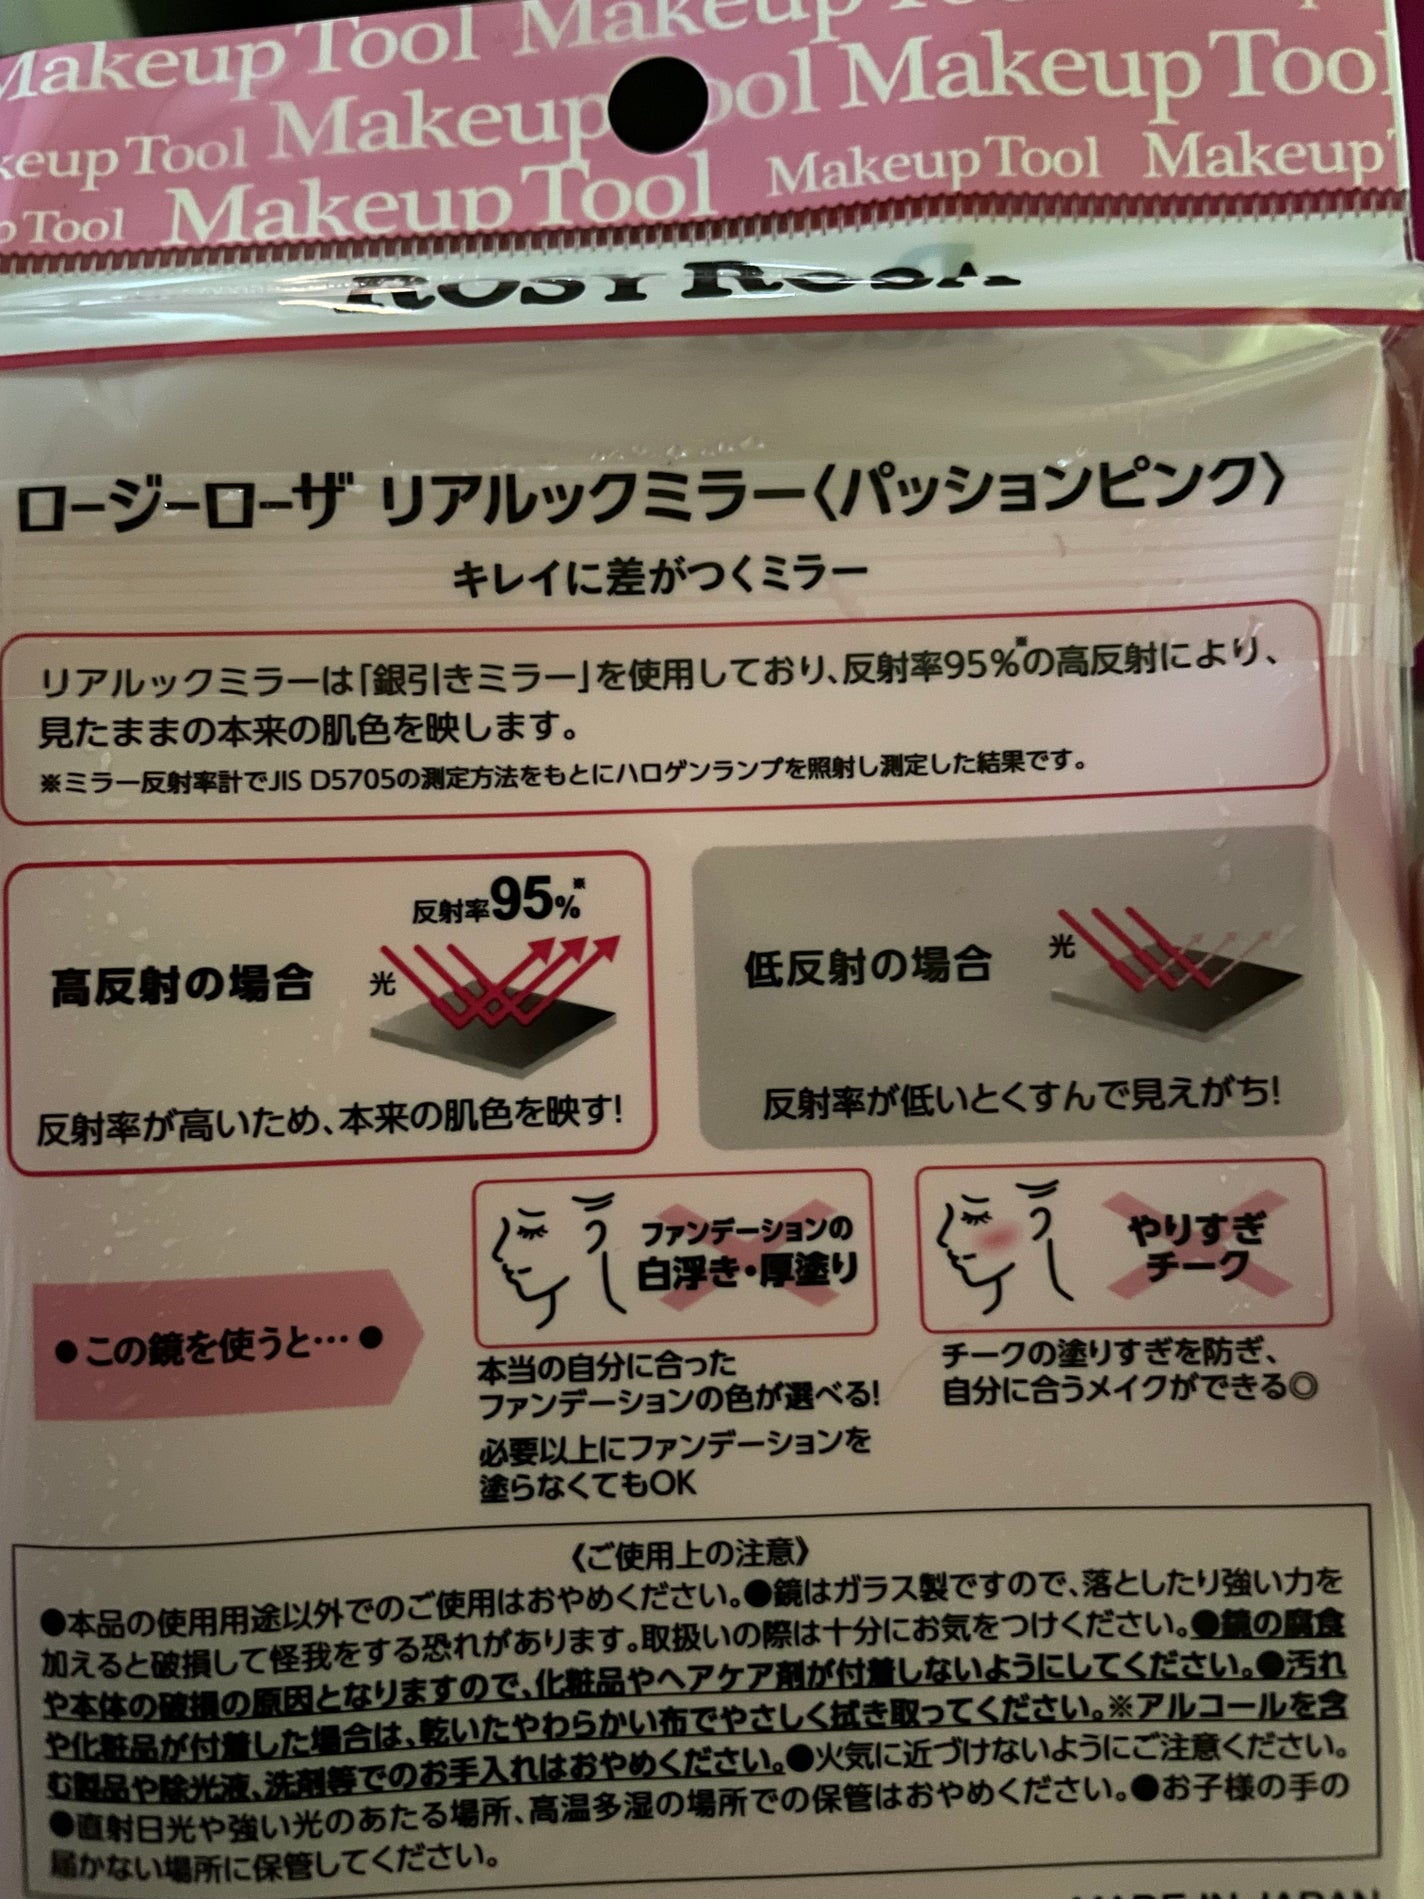 Makeup Tool Makeup
Makeup Tool Makeup Tool
Makeup Tool Makeup Tool Makeup
Tool Makeup Tool
ROSY ROSA
ロージーローザ リアルックミラー〈パッションピンク〉
キレイに差がつくミラー
リアルックミラーは「銀引きミラー」を使用しており、反射率95%※の高反射により、
見たままの本来の肌色を映します。
※ミラー反射率計でJIS D5705の測定方法をもとにハロゲンランプを照射し測定した結果です。
反射率95%※
高反射の場合
光
反射率が高いため、本来の肌色を映す!
低反射の場合
光
反射率が低いとくすんで見えがち!
●この鏡を使うと…●
ファンデーションの
白浮き・厚塗り
本当の自分に合った
ファンデーションの色が選べる!
必要以上にファンデーションを
塗らなくてもOK
やりすぎ
チーク
チークの塗りすぎを防ぎ、
自分に合うメイクができる◎
《ご使用上の注意》
●本品の使用用途以外でのご使用はおやめください。●鏡はガラス製ですので、落としたり強い力を
加えると破損して怪我をする恐れがあります。取扱いの際は十分にお気をつけください。●鏡の腐食
や本体の破損の原因となりますので、化粧品やヘアケア剤が付着しないようにしてください。●汚れ
や化粧品が付着した場合は、乾いたやわらかい布でやさしく拭き取ってください。※アルコールを含
む製品や除光液、洗剤等でのお手入れはおやめください。●火気に近づけないようにご注意ください。
●直射日光や強い光のあたる場所、高温多湿の場所での保管はおやめください。●お子様の手の
届かない場所に保管してください。
MADE IN JAPAN